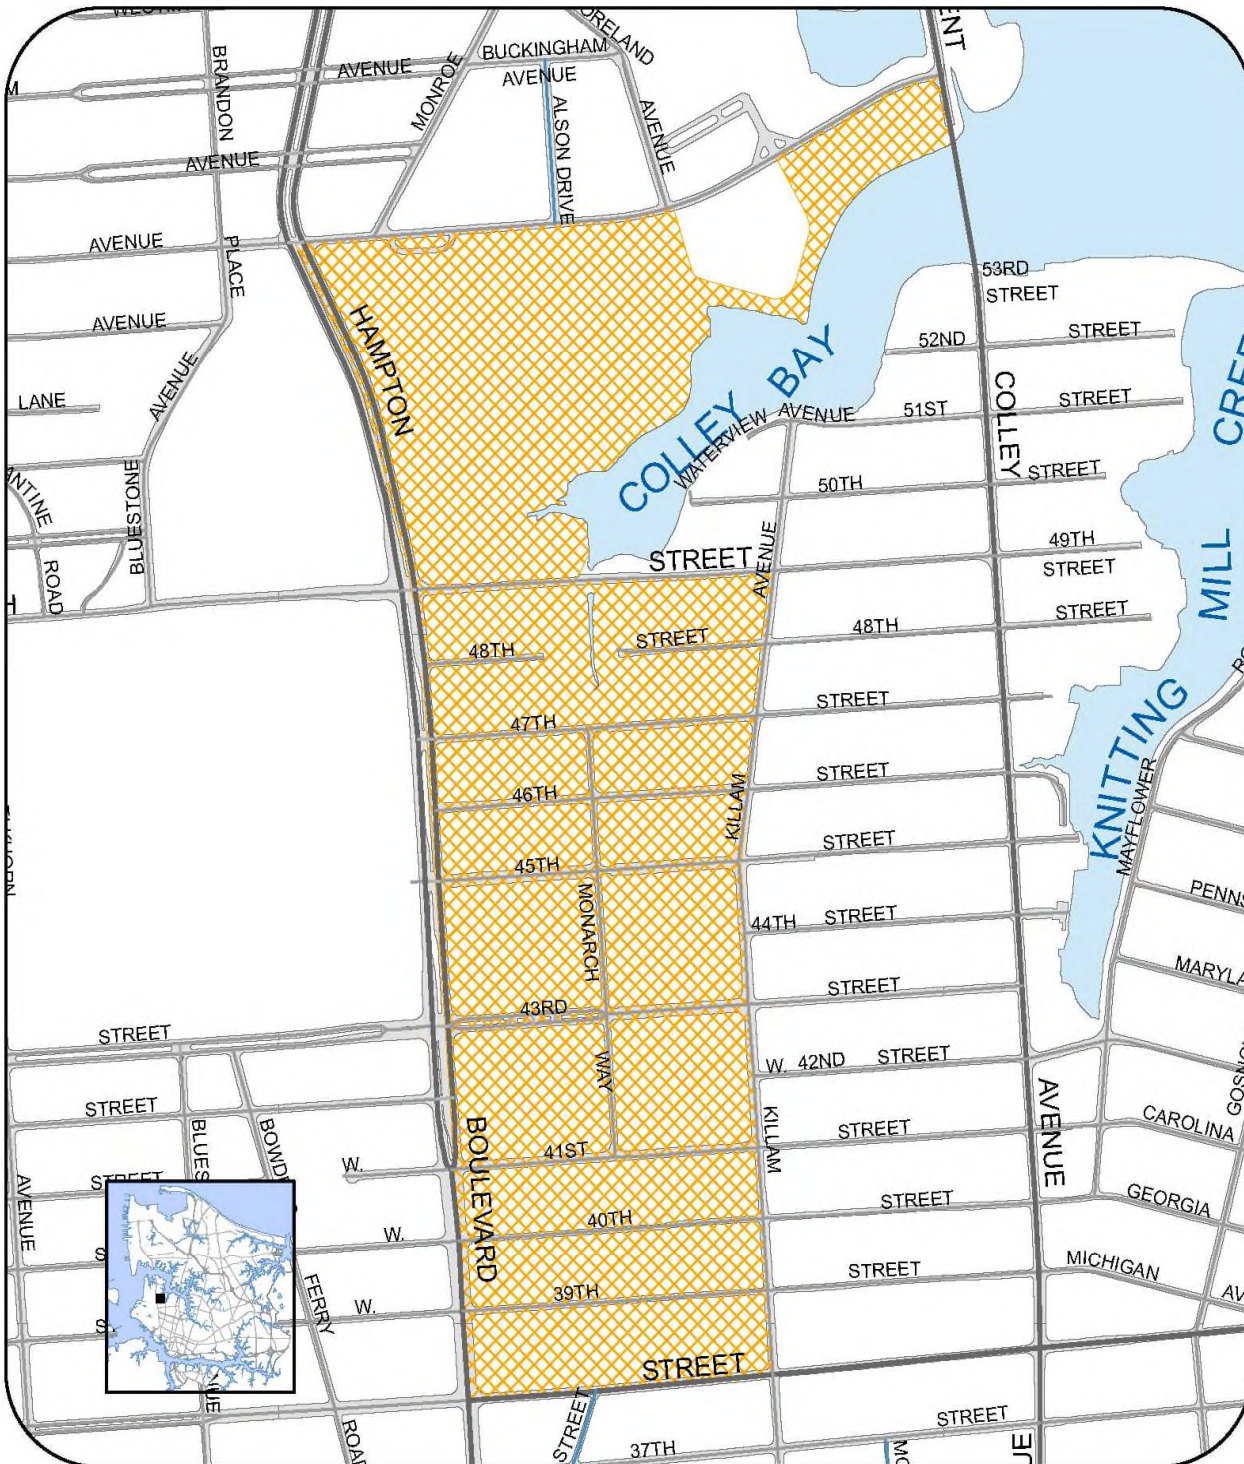 BRANDON
AVENUE
MONROE
BUCKINGHAM
AVENUE
AVENUE
ALSON DRIVE
AVENUE
AVENUE
PLACE
53RD
STREET
AVENUE
HAMPTON
52ND
STREET
LANE
AVENUE
COLLEY BAY
WATERVIEW
AVENUE
51ST
COLLEY
STREET
50TH
STREET
BLUESTONE
ROAD
STREET
AVENUE
49TH
STREET
MILL
48TH
STREET
48TH
STREET
47TH
STREET
KNITTING
46TH
KILLAM
STREET
MAYFLOWER
45TH
STREET
MONARCH
44TH
STREET
43RD
STREET
STREET
WAY
W. 42ND
STREET
STREET
BOULEVARD
KILLAM
AVENUE
CAROLINA
41ST
STREET
W.
AVENUE
40TH
STREET
GEORGIA
W.
39TH
STREET
MICHIGAN
W.
FERRY
STREET
STREET
37TH
STREET